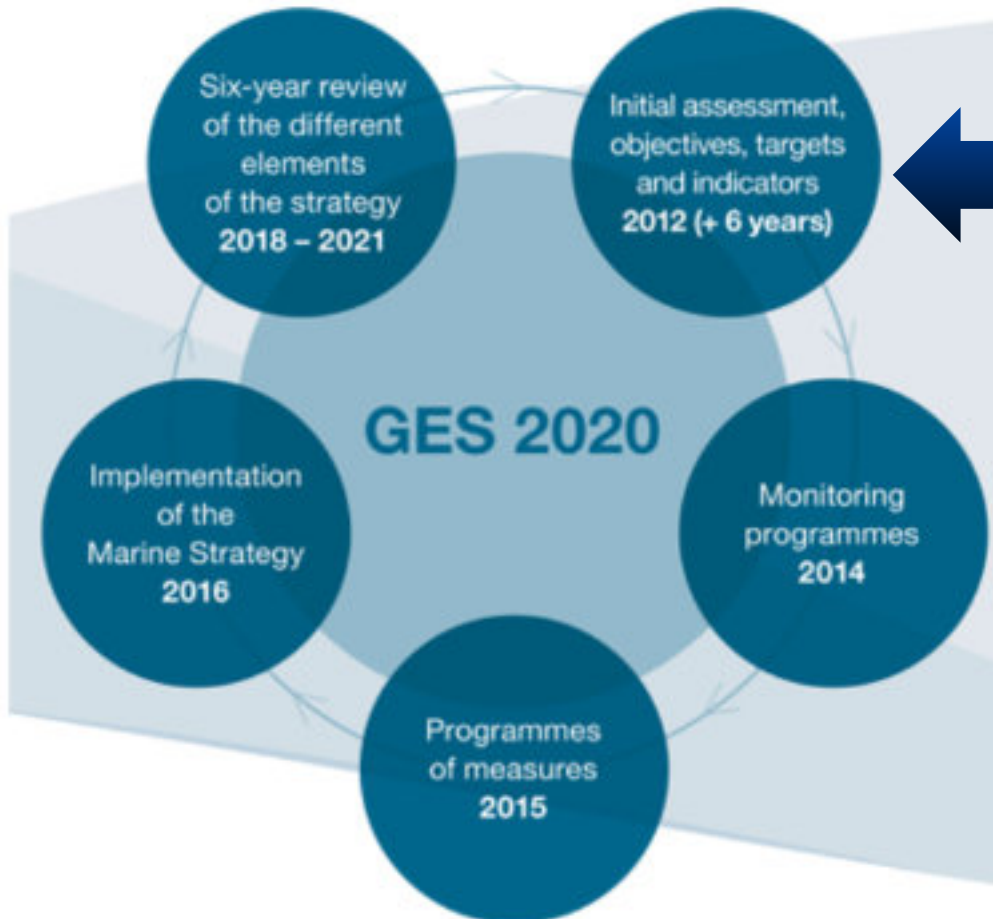 Six-year review
of the different
elements
of the strategy
2018 – 2021
Initial assessment,
objectives, targets
and indicators
2012 (+ 6 years)
GES 2020
Implementation
of the
Marine Strategy
2016
Monitoring
programmes
2014
Programmes
of measures
2015